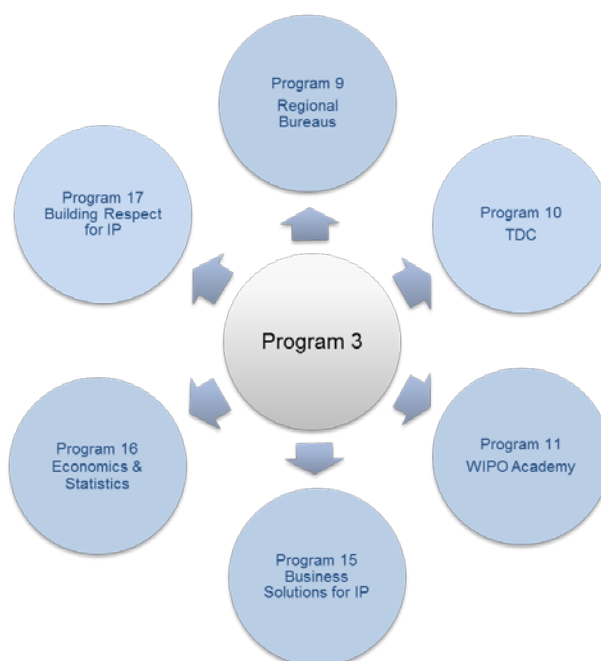 Program 9
Regional
Bureaus
Program 17
Building Respect
for IP
Program 10
TDC
Program 3
Program 16
Economics &
Statistics
Program 11
WIPO Academy
Program 15
Business
Solutions for IP